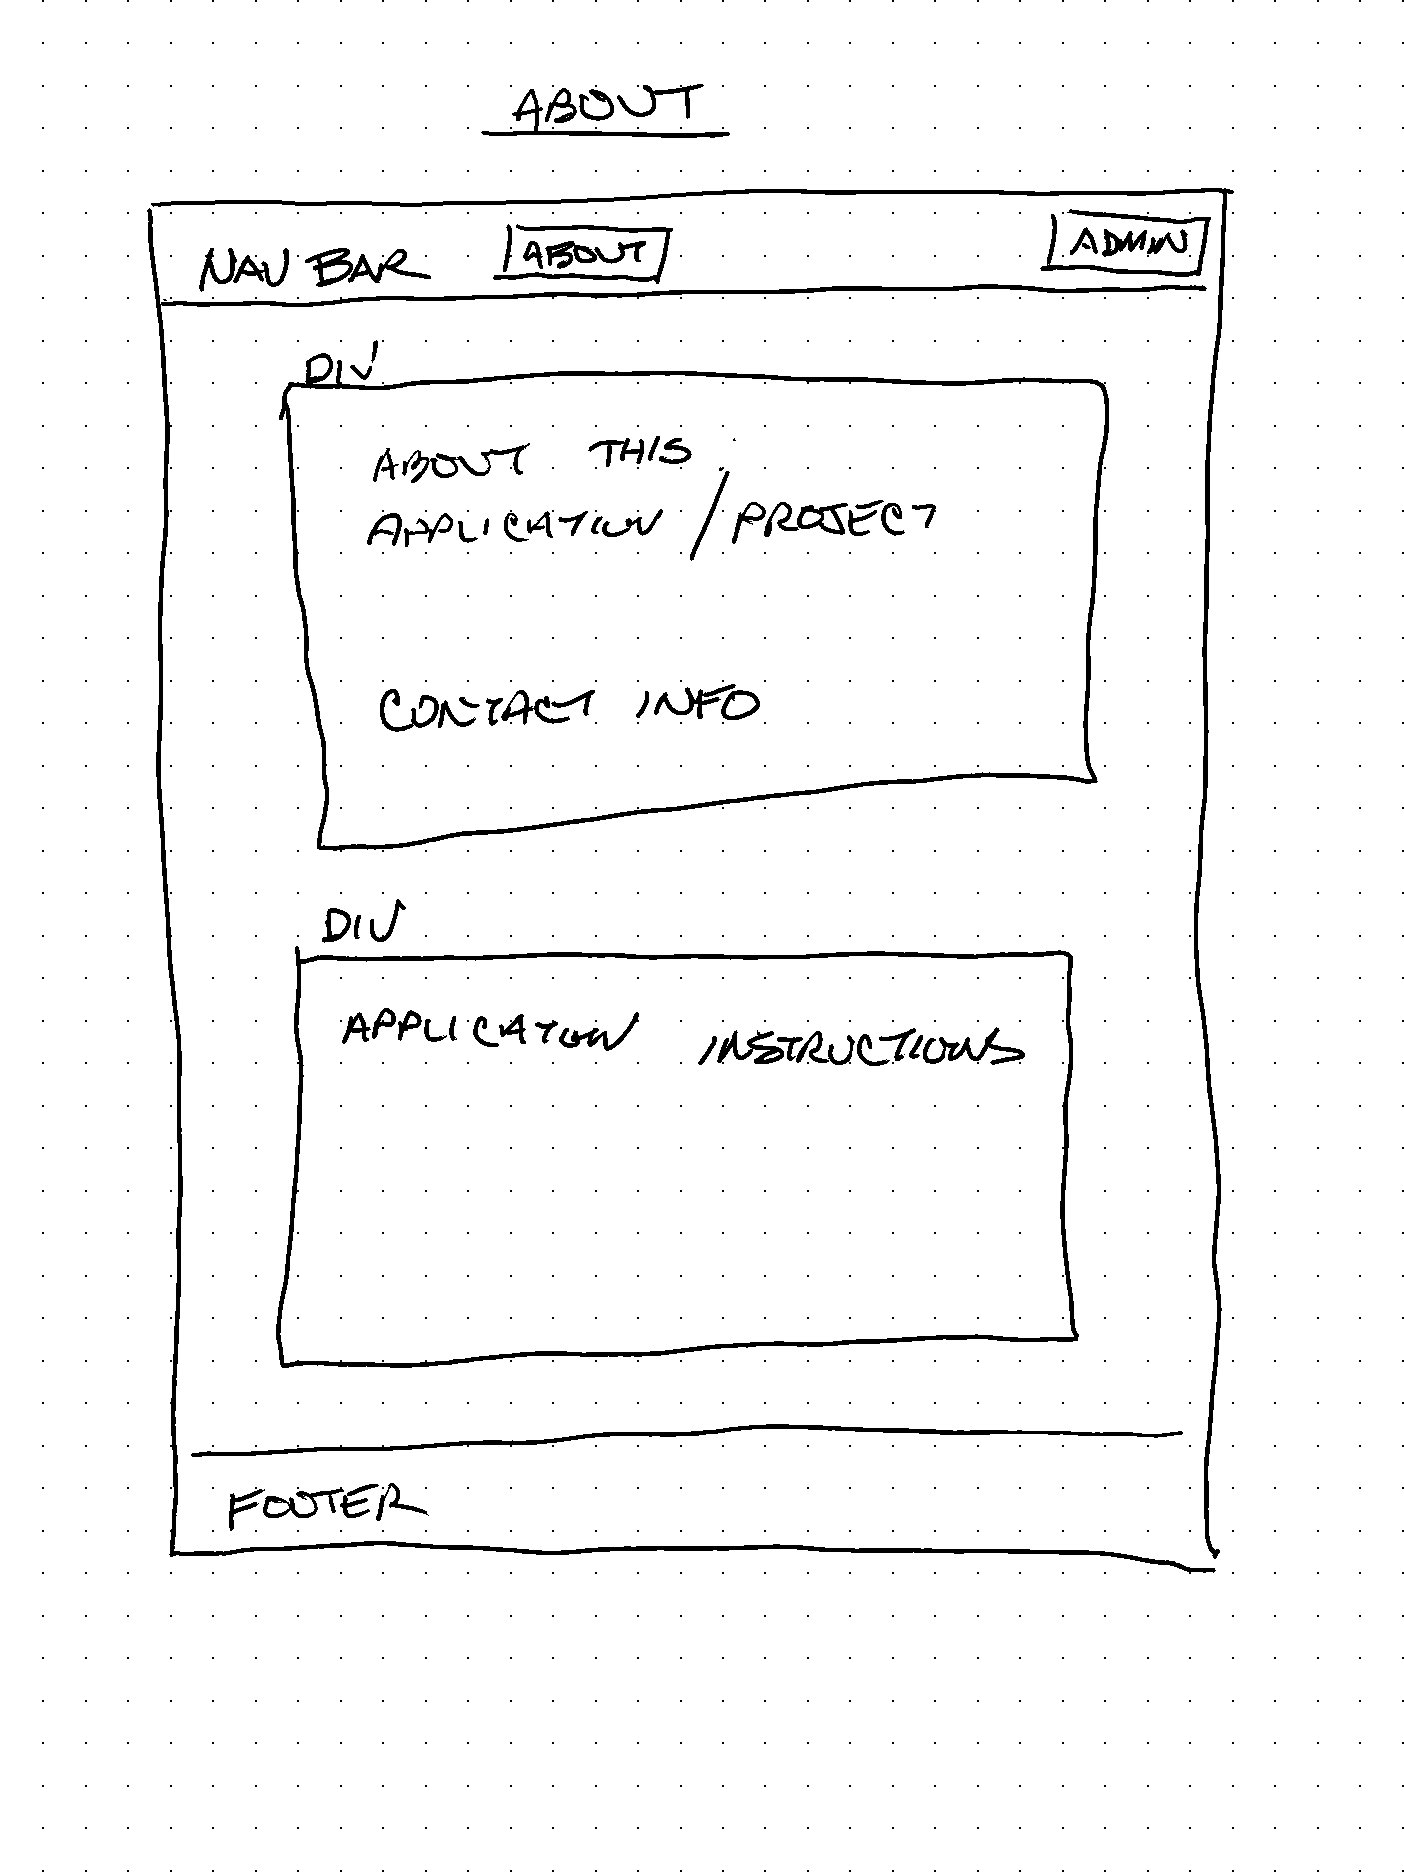 ABOUT
NAV BAR ABOUT ADMIN
DIV
ABOUT THIS
APPLICATION / PROJECT
CONTACT INFO
DIV
APPLICATION INSTRUCTIONS
FOOTER